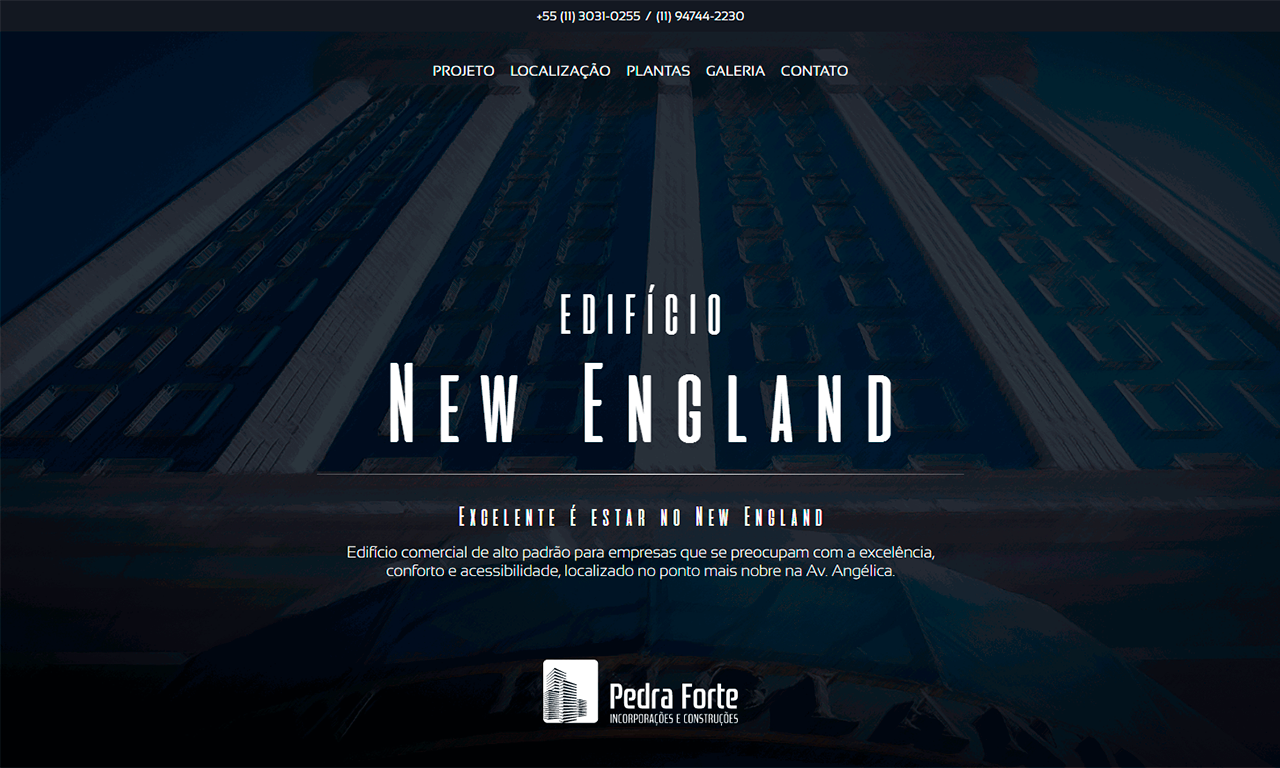 +55 (11) 3031-0255 / (11) 94744-2230
PROJETO LOCALIZAÇÃO PLANTAS GALERIA CONTATO
EDIFÍCIO
NEW ENGLAND
EXCELENTE É ESTAR NO NEW ENGLAND
Edifício comercial de alto padrão para empresas que se preocupam com a excelência,
conforto e acessibilidade, localizado no ponto mais nobre na Av. Angélica.
Pedra Forte
INCORPORAÇÕES E CONSTRUÇÕES